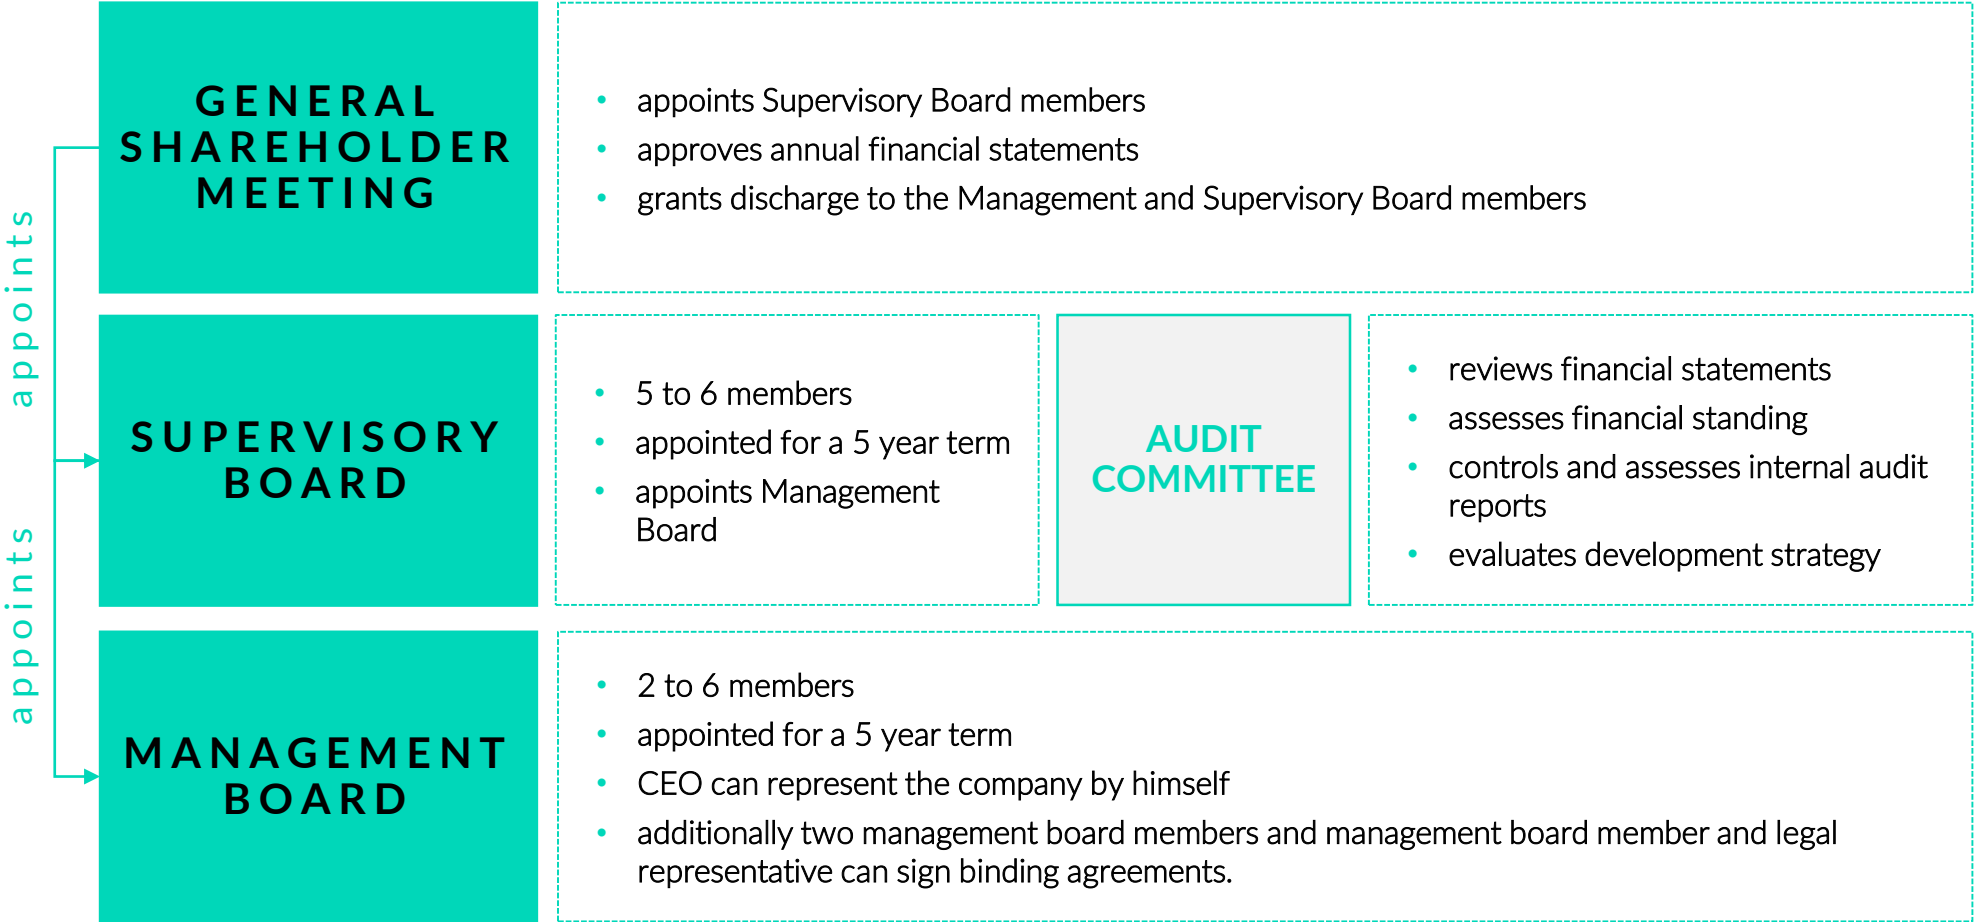 appoints
GENERAL
SHAREHOLDER
MEETING
• appoints Supervisory Board members
• approves annual financial statements
• grants discharge to the Management and Supervisory Board members
SUPERVISORY
BOARD
• 5 to 6 members
• appointed for a 5 year term
• appoints Management
Board
AUDIT
COMMITTEE
• reviews financial statements
• assesses financial standing
• controls and assesses internal audit
reports
• evaluates development strategy
appoints
MANAGEMENT
BOARD
• 2 to 6 members
• appointed for a 5 year term
• CEO can represent the company by himself
• additionally two management board members and management board member and legal
representative can sign binding agreements.